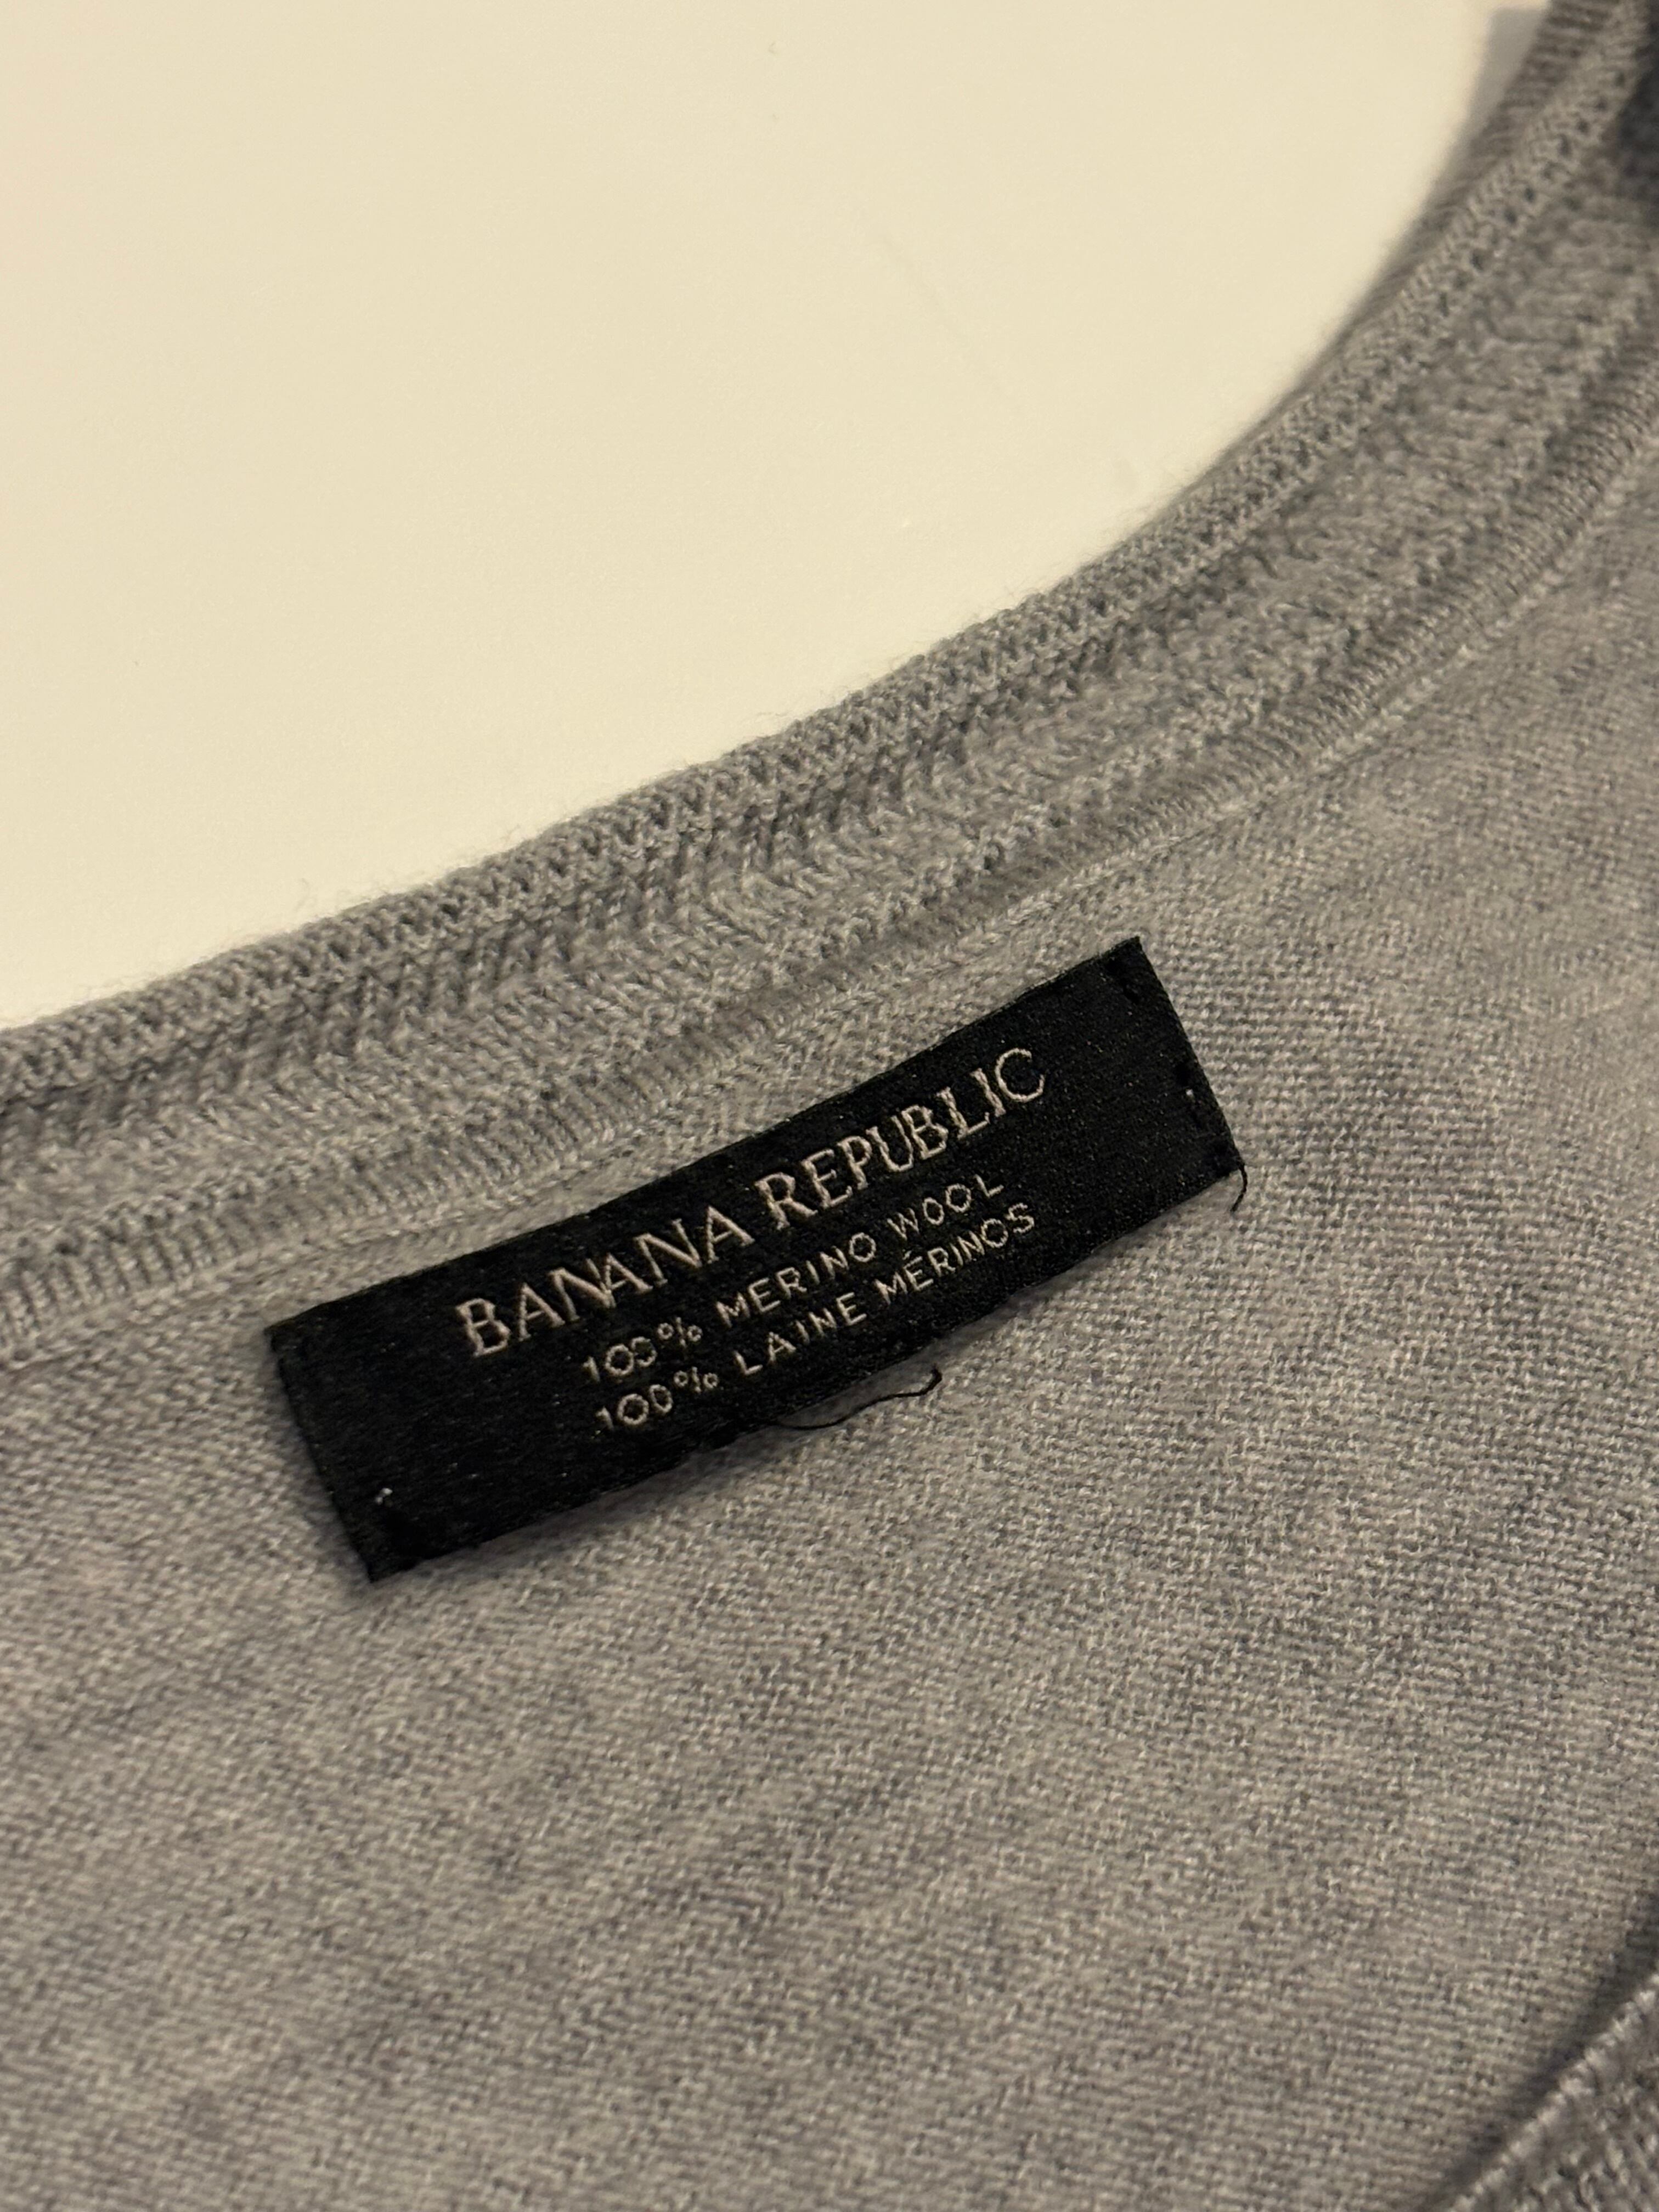 BANANA REPUBLIC
100% MERINO WOOL
100% LAINE MÉRINOS